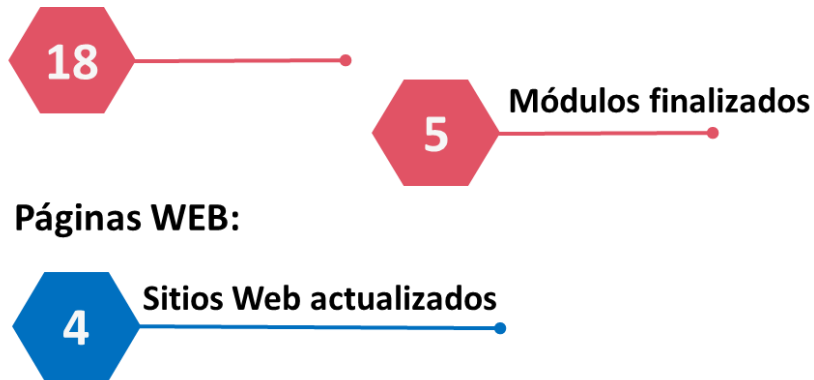 18
Módulos finalizados
5
Páginas WEB:
Sitios Web actualizados
4